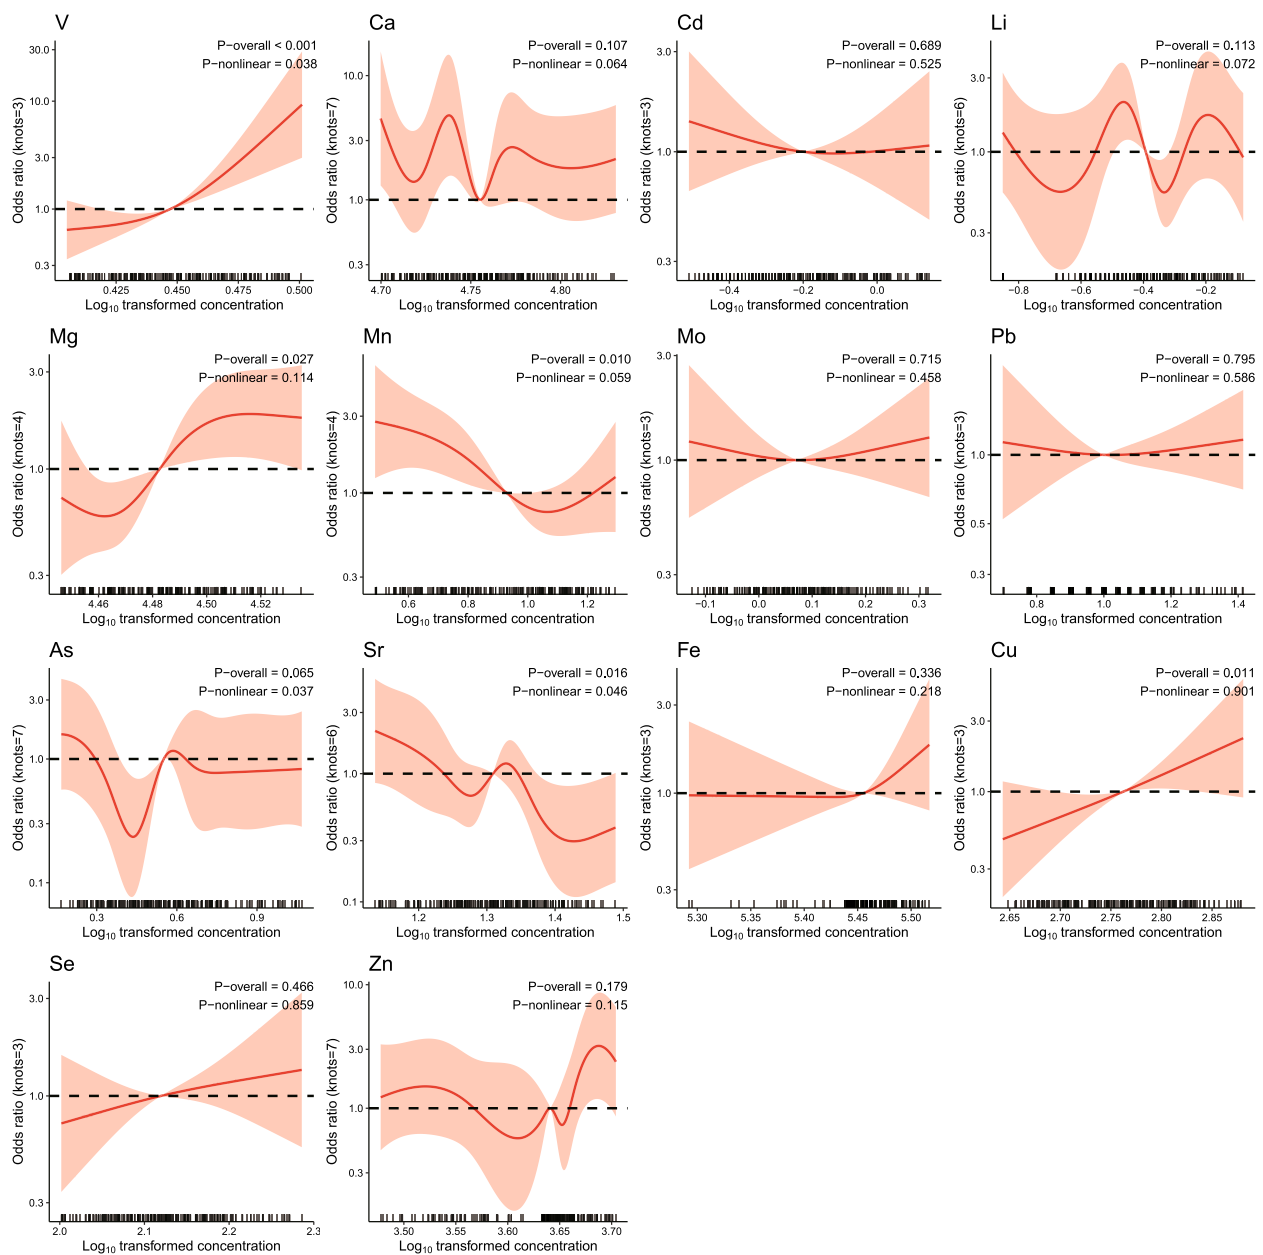 V
P−overall < 0.001
P−nonlinear = 0.038
Odds ratio (knots=3)
30.0
10.0
3.0
1.0
0.3
0.425 0.450 0.475 0.500
Log10 transformed concentration
Ca
P−overall = 0.107
P−nonlinear = 0.064
Odds ratio (knots=7)
10.0
3.0
1.0
0.3
4.70 4.75 4.80
Log10 transformed concentration
Cd
P−overall = 0.689
P−nonlinear = 0.525
Odds ratio (knots=3)
3.0
1.0
0.3
−0.4 −0.2 0.0
Log10 transformed concentration
Li
P−overall = 0.113
P−nonlinear = 0.072
Odds ratio (knots=6)
3.0
1.0
0.3
−0.8 −0.6 −0.4 −0.2
Log10 transformed concentration
Mg
P−overall = 0.027
P−nonlinear = 0.114
Odds ratio (knots=4)
3.0
1.0
0.3
4.46 4.48 4.50 4.52
Log10 transformed concentration
Mn
P−overall = 0.010
P−nonlinear = 0.059
Odds ratio (knots=4)
3.0
1.0
0.3
0.6 0.8 1.0 1.2
Log10 transformed concentration
Mo
P−overall = 0.715
P−nonlinear = 0.458
Odds ratio (knots=3)
3.0
1.0
0.3
−0.1 0.0 0.1 0.2 0.3
Log10 transformed concentration
Pb
P−overall = 0.795
P−nonlinear = 0.586
Odds ratio (knots=3)
1.0
0.5
0.3
0.8 1.0 1.2 1.4
Log10 transformed concentration
As
P−overall = 0.065
P−nonlinear = 0.037
Odds ratio (knots=7)
3.0
1.0
0.3
0.1
0.3 0.6 0.9
Log10 transformed concentration
Sr
P−overall = 0.016
P−nonlinear = 0.046
Odds ratio (knots=6)
3.0
1.0
0.3
0.1
1.2 1.3 1.4 1.5
Log10 transformed concentration
Fe
P−overall = 0.336
P−nonlinear = 0.218
Odds ratio (knots=3)
3.0
1.0
0.3
5.30 5.35 5.40 5.45 5.50
Log10 transformed concentration
Cu
P−overall = 0.011
P−nonlinear = 0.901
Odds ratio (knots=3)
3.0
1.0
0.3
2.65 2.70 2.75 2.80 2.85
Log10 transformed concentration
Se
P−overall = 0.466
P−nonlinear = 0.859
Odds ratio (knots=3)
3.0
1.0
0.3
2.0 2.1 2.2 2.3
Log10 transformed concentration
Zn
P−overall = 0.179
P−nonlinear = 0.115
Odds ratio (knots=7)
10.0
3.0
1.0
0.3
3.50 3.55 3.60 3.65 3.70
Log10 transformed concentration